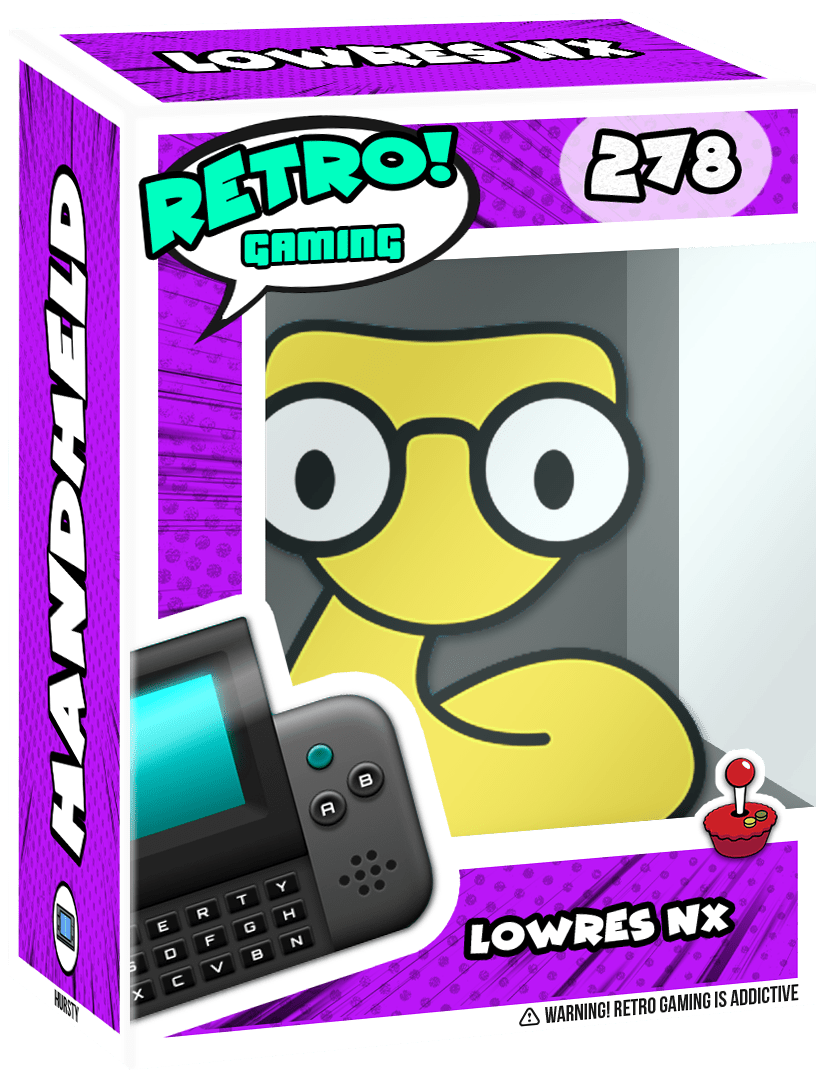 LOWRES NX
RETRO!
GAMING
278
HANDHELD
A
B
E R T Y
S D F G H
X C V B N
LOWRES NX
HURSTY
WARNING! RETRO GAMING IS ADDICTIVE